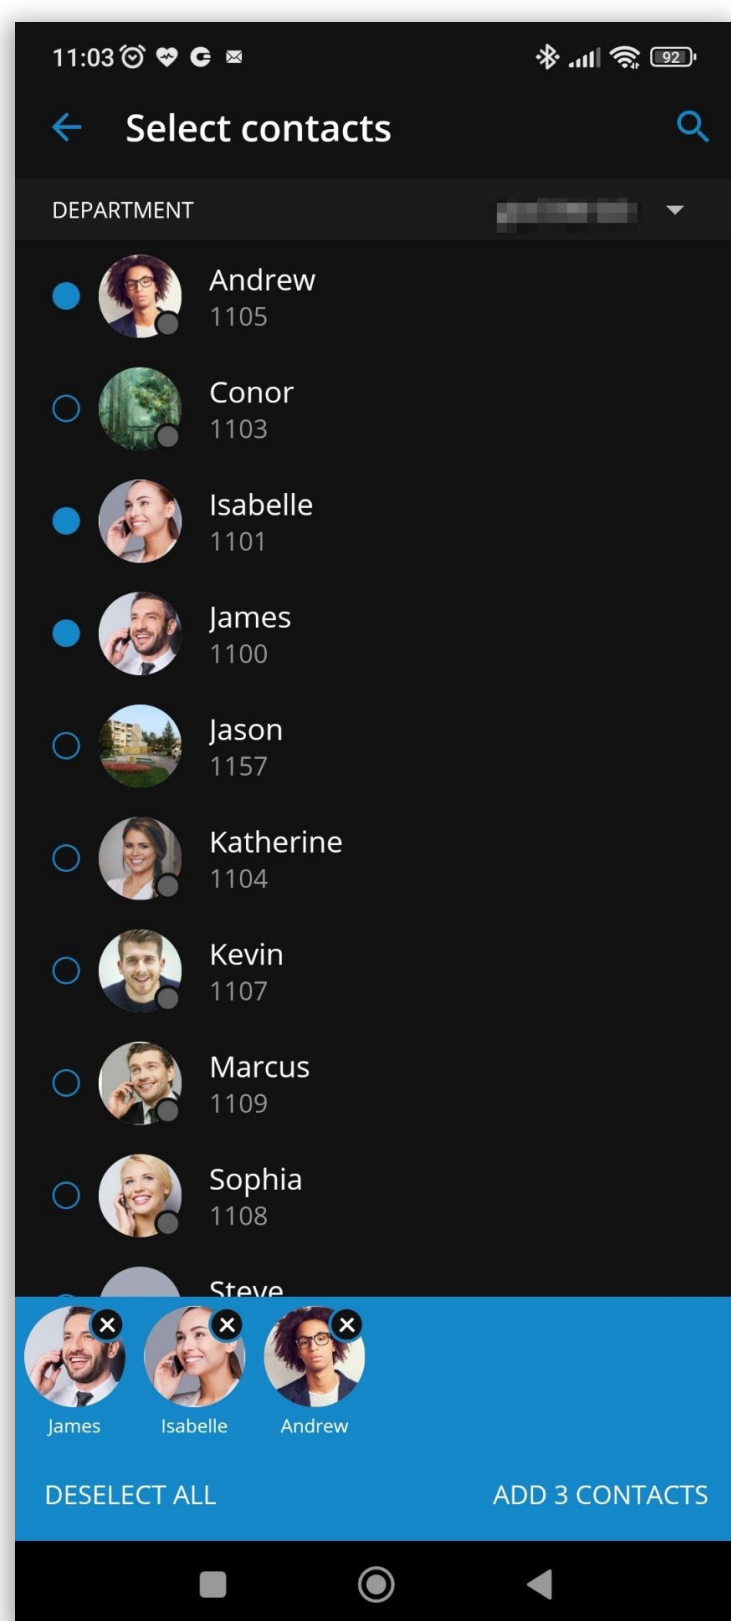 11:03
92
Select contacts
DEPARTMENT
Andrew
1105
Conor
1103
Isabelle
1101
James
1100
Jason
1157
Katherine
1104
Kevin
1107
Marcus
1109
Sophia
1108
Steve
James Isabelle Andrew
DESELECT ALL ADD 3 CONTACTS